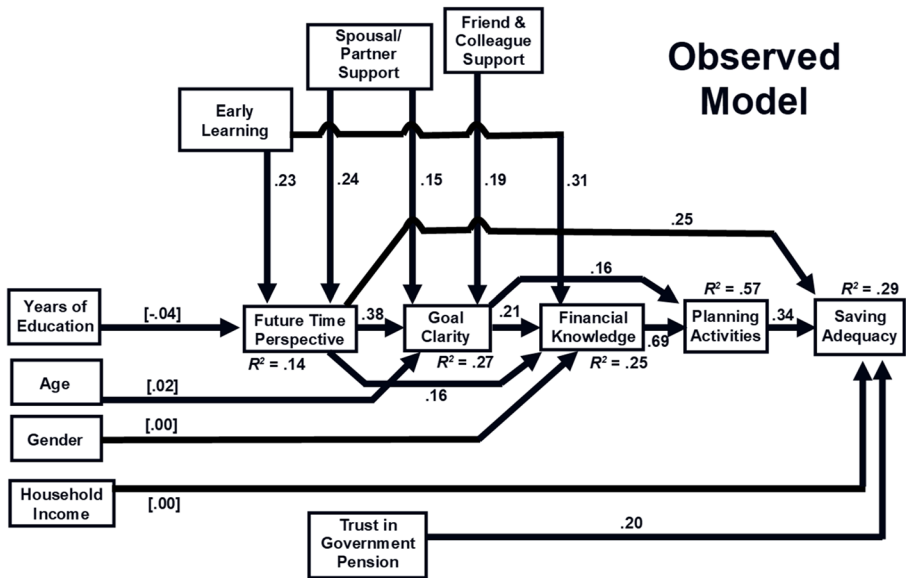 Observed
Model
Friend &
Colleague
Support
Spousal/
Partner
Support
Early
Learning
.23
.24
.15
.19
.31
.25
.16
Years of
Education
[-.04]
Future Time
Perspective
R² = .14
.38
Goal
Clarity
R² = .27
.21
Financial
Knowledge
R² = .25
.69
R² = .57
Planning
Activities
.34
R² = .29
Saving
Adequacy
Age
[.02]
.16
Gender
[.00]
Household
Income
[.00]
Trust in
Government
Pension
.20